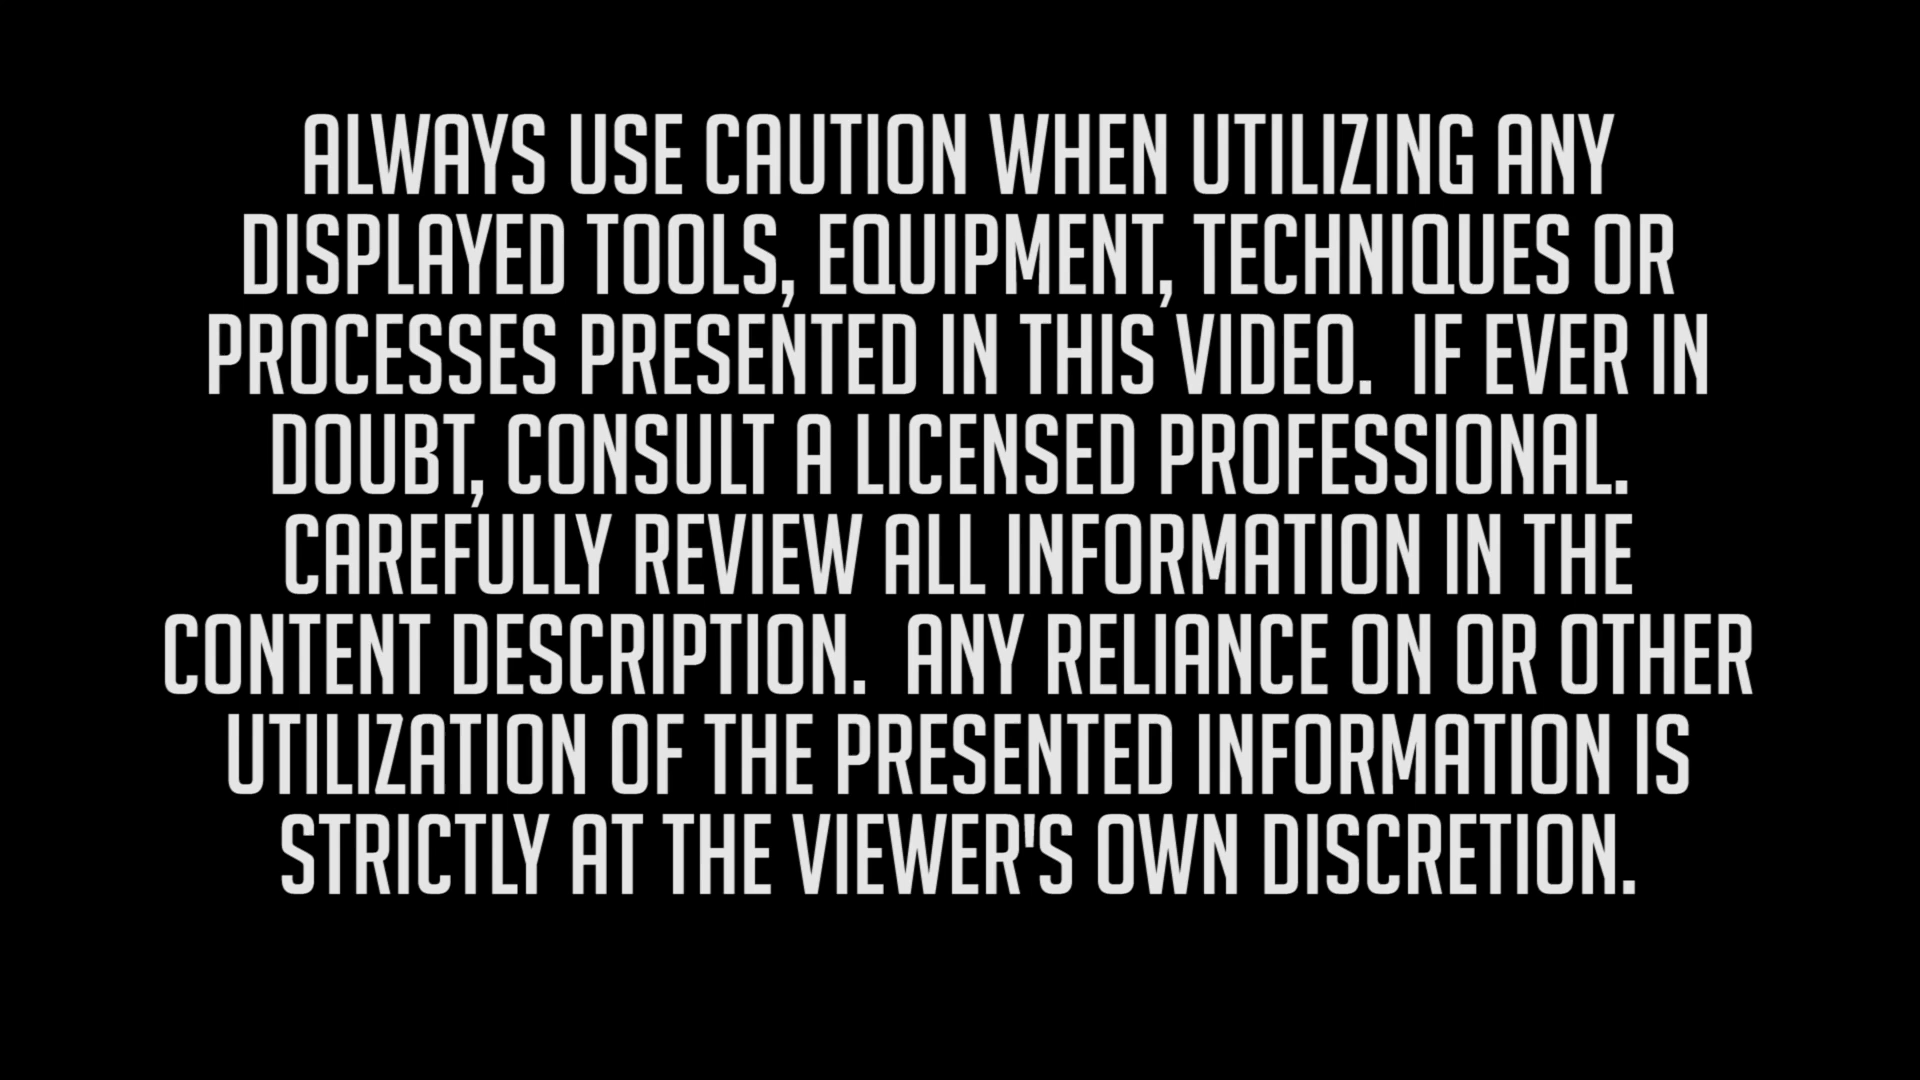 ALWAYS USE CAUTION WHEN UTILIZING ANY
DISPLAYED TOOLS, EQUIPMENT, TECHNIQUES OR
PROCESSES PRESENTED IN THIS VIDEO.  IF EVER IN
DOUBT, CONSULT A LICENSED PROFESSIONAL.
CAREFULLY REVIEW ALL INFORMATION IN THE
CONTENT DESCRIPTION.  ANY RELIANCE ON OR OTHER
UTILIZATION OF THE PRESENTED INFORMATION IS
STRICTLY AT THE VIEWER'S OWN DISCRETION.